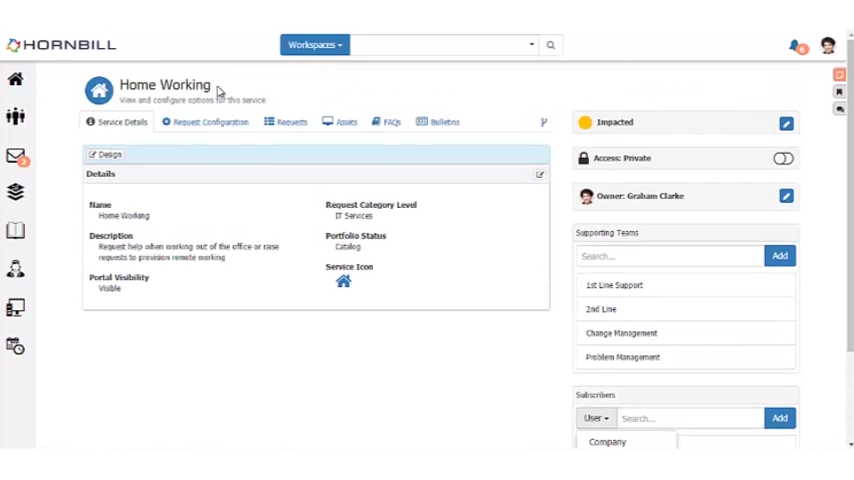 HORNBILL
Workspaces
6
Home Working
View and configure options for this service
Service Details
Request Configuration
Requests
Assets
FAQs
Bulletins
Impacted
Design
Access: Private
Details
Owner: Graham Clarke
Name
Home Working
Request Category Level
IT Services
Description
Request help when working out of the office or raise
requests to provision remote working
Portfolio Status
Catalog
Portal Visibility
Visible
Service Icon
2
Supporting Teams
Search...
Add
1st Line Support
2nd Line
Change Management
Problem Management
Subscribers
User
Search...
Add
Company